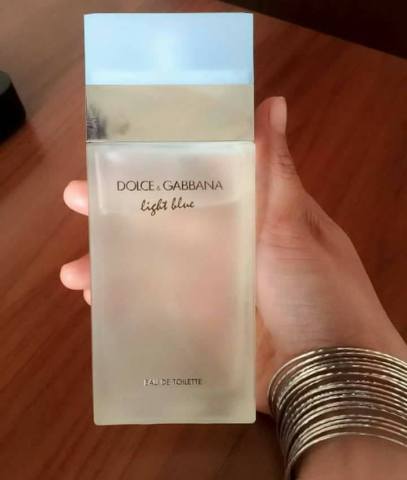 DOLCE & GABBANA
light blue
EAU DE TOILETTE